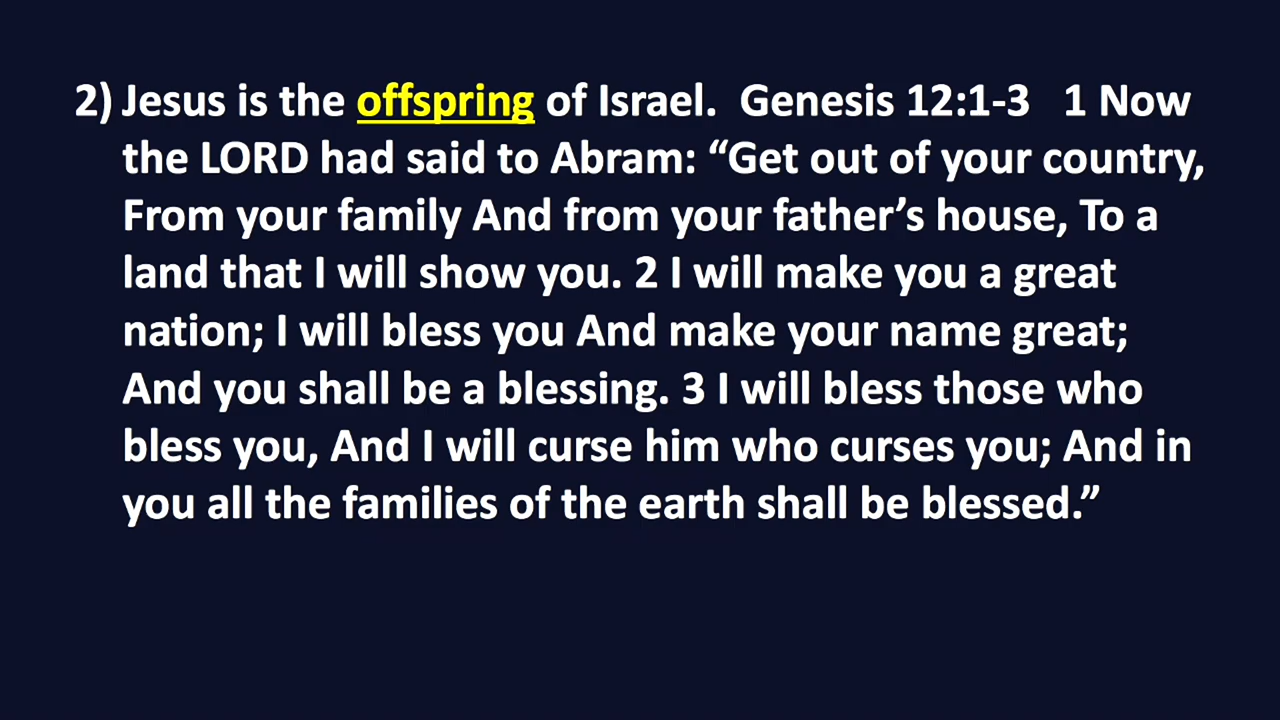 2) Jesus is the offspring of Israel.  Genesis 12:1-3   1 Now
the LORD had said to Abram: “Get out of your country,
From your family And from your father’s house, To a
land that I will show you. 2 I will make you a great
nation; I will bless you And make your name great;
And you shall be a blessing. 3 I will bless those who
bless you, And I will curse him who curses you; And in
you all the families of the earth shall be blessed.”